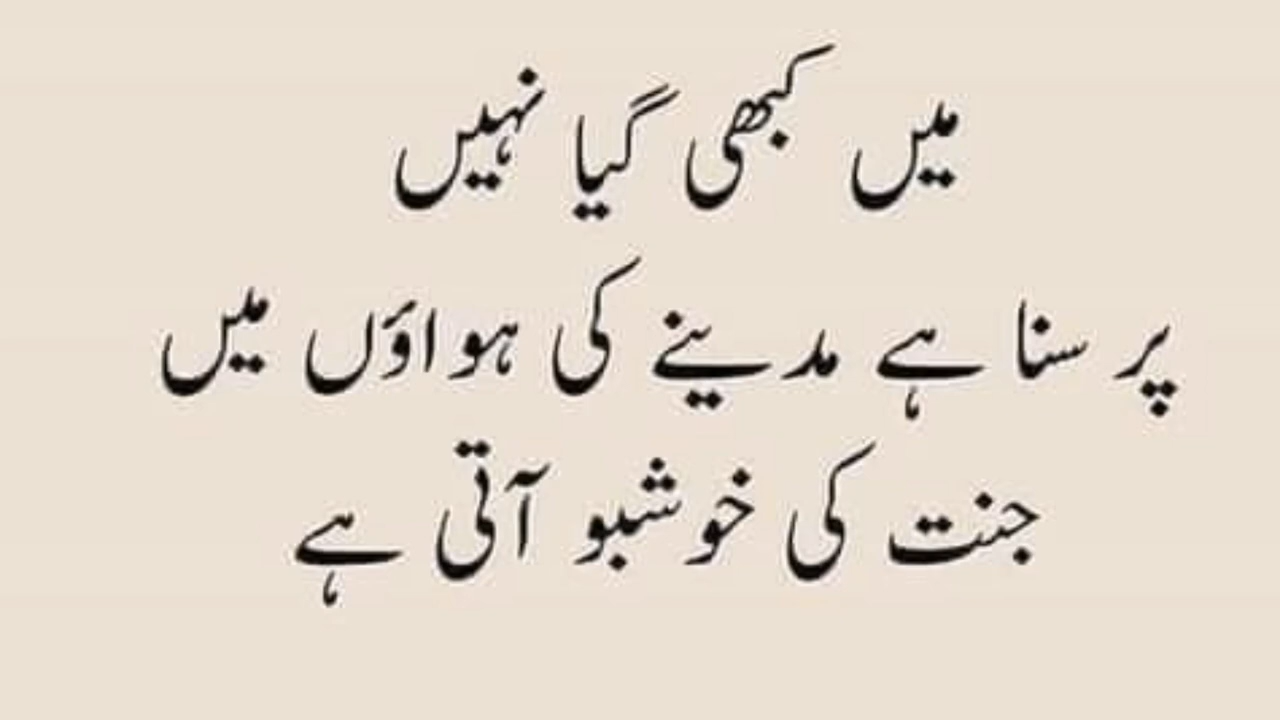 میں کبھی گیا نہیں
پر سنا ہے مدینے کی ہواؤں میں
جنت کی خوشبو آتی ہے